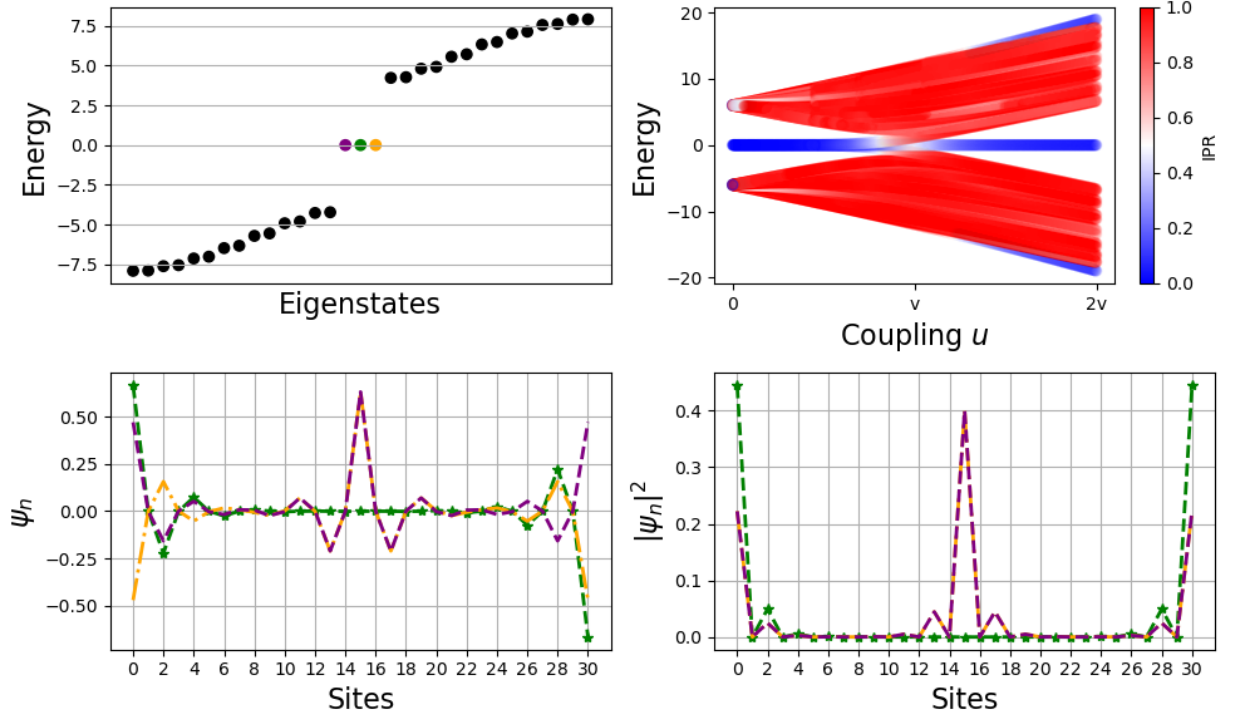 7.5
5.0
2.5
0.0
−2.5
−5.0
−7.5
Energy
Eigenstates
20
10
0
−10
−20
Energy
0 v 2v
Coupling u
1.0
0.8
0.6
0.4
0.2
0.0
IPR
0.50
0.25
0.00
−0.25
−0.50
ψn
0 2 4 6 8 10 12 14 16 18 20 22 24 26 28 30
Sites
0.4
0.3
0.2
0.1
0.0
|ψn|²
0 2 4 6 8 10 12 14 16 18 20 22 24 26 28 30
Sites